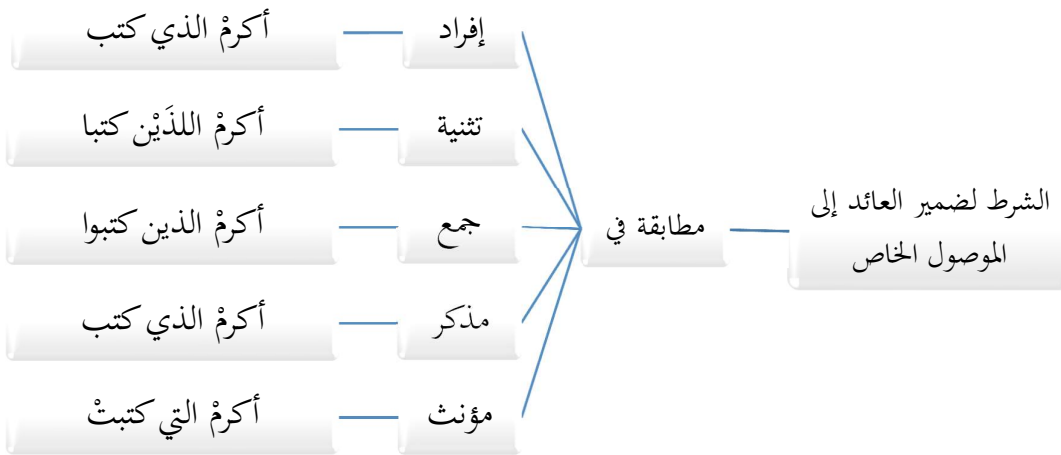 الشرط لضمير العائد إلى
الموصول الخاص
مطابقة في
إفراد
أكرمْ الذي كتب
تثنية
أكرمْ اللذَيْن كتبا
جمع
أكرمْ الذين كتبوا
مذكر
أكرمْ الذي كتب
مؤنث
أكرمْ التي كتبتْ